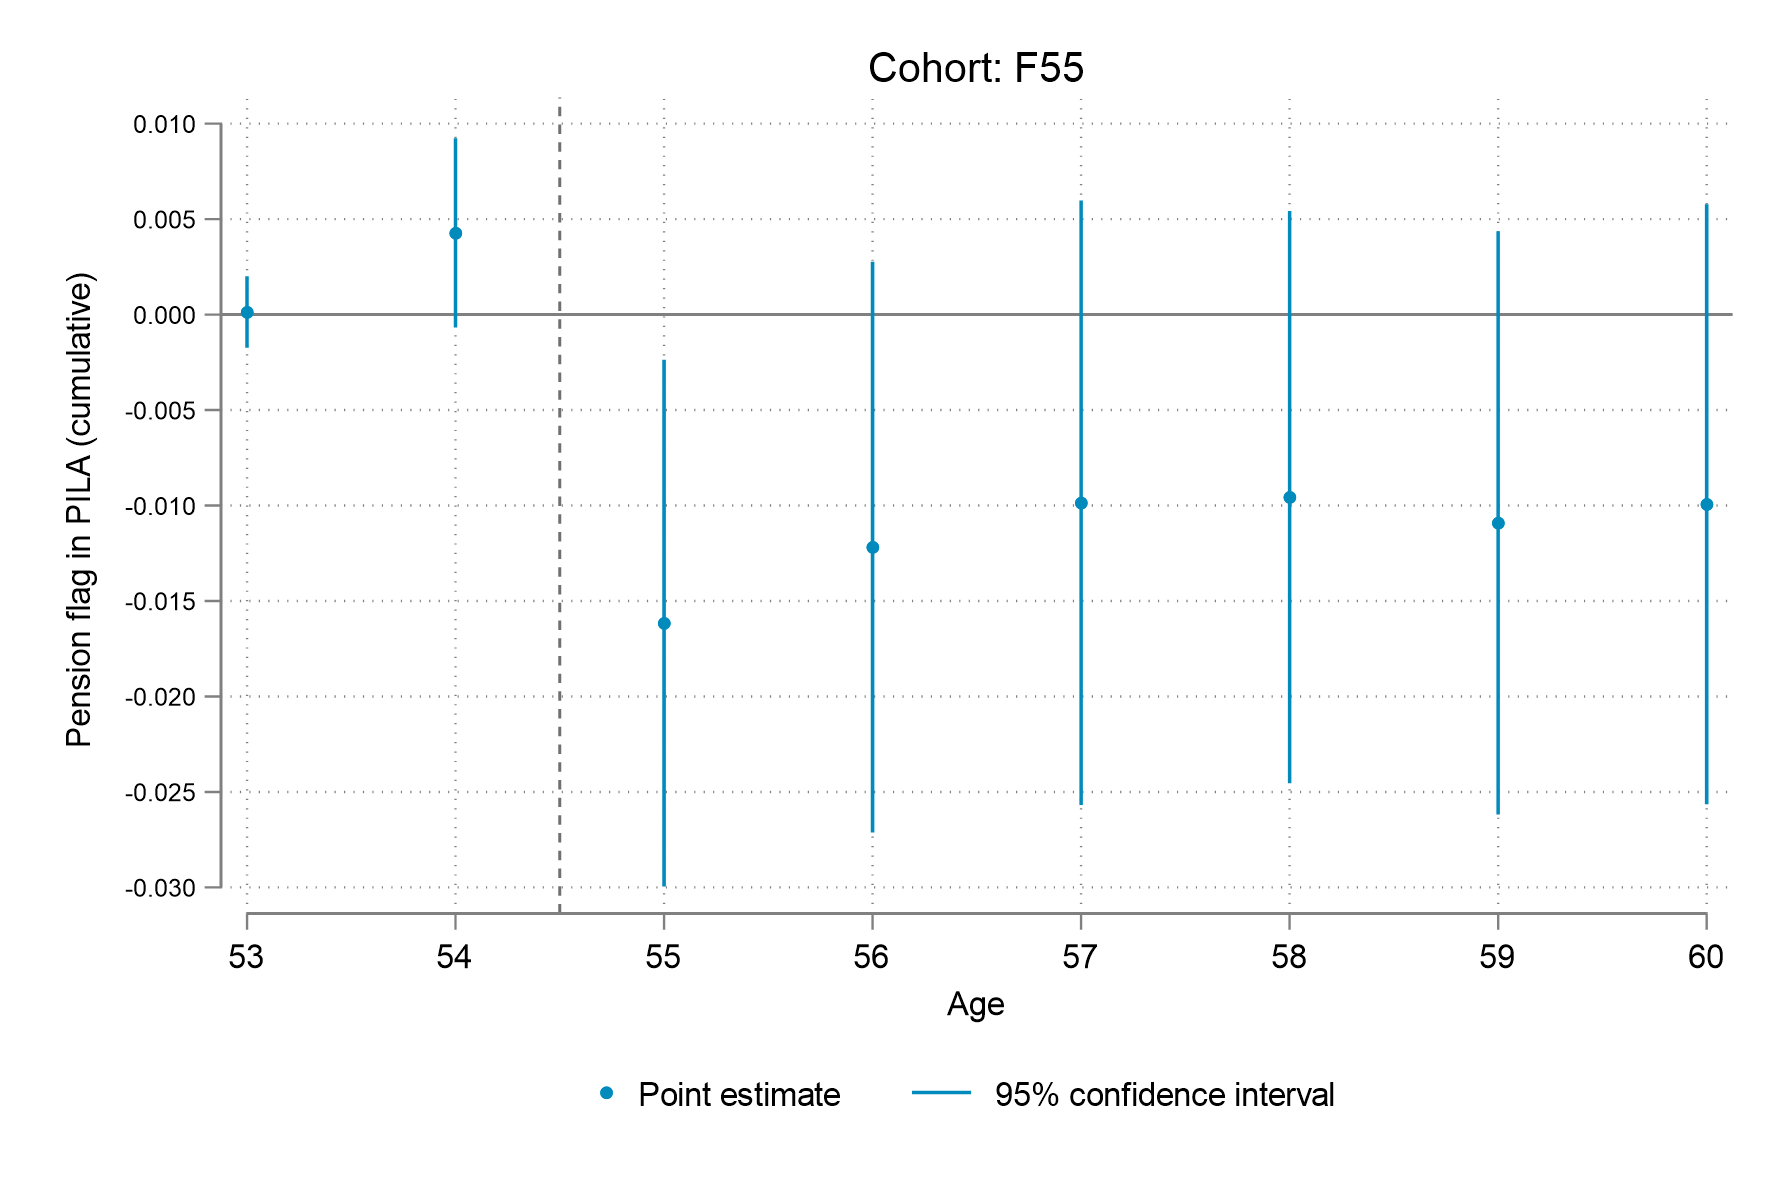 Cohort: F55
Pension flag in PILA (cumulative)
0.010
0.005
0.000
-0.005
-0.010
-0.015
-0.020
-0.025
-0.030
53 54 55 56 57 58 59 60
Age
Point estimate 95% confidence interval